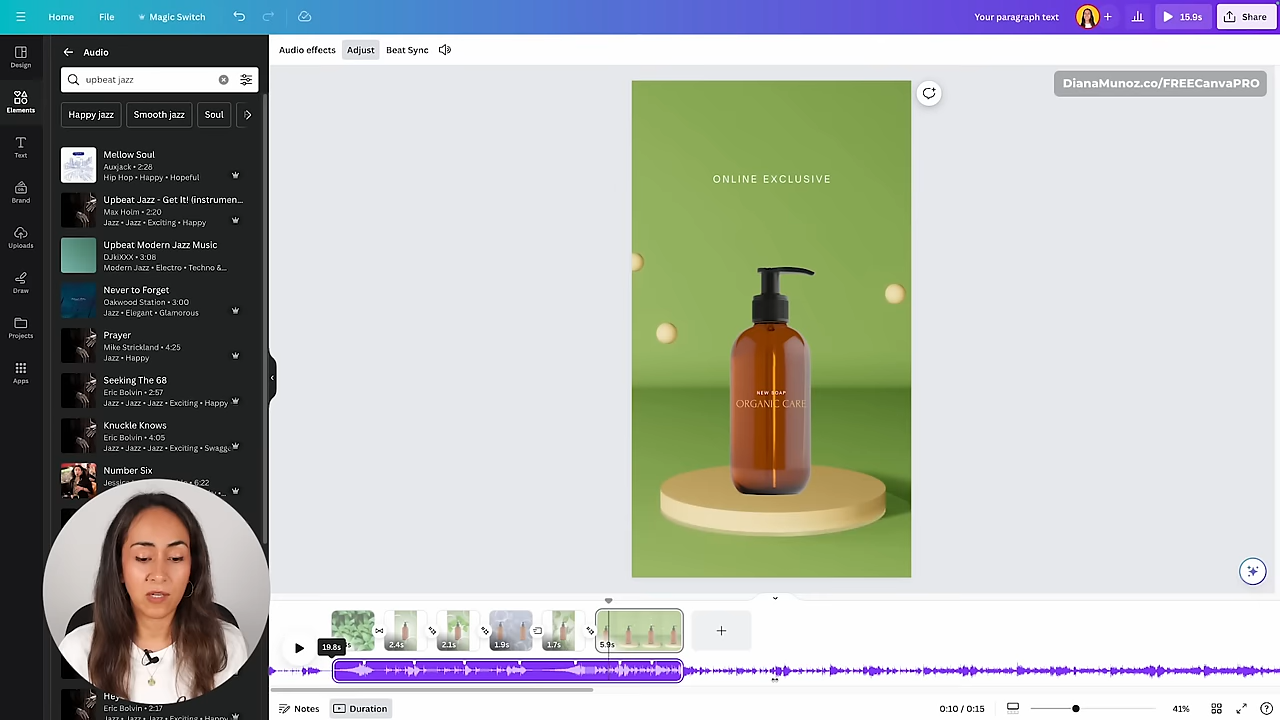 Home
File
Magic Switch
Your paragraph text
15.9s
Share
Design
Elements
Text
Brand
Uploads
Draw
Projects
Apps
Audio
upbeat jazz
Happy jazz
Smooth jazz
Soul
Mellow Soul
Auxjack • 2:28
Hip Hop • Happy • Hopeful
Upbeat Jazz - Get It! (instrumen...
Max Holm • 2:20
Jazz • Jazz • Exciting • Happy
Upbeat Modern Jazz Music
DJkiXXX • 3:08
Modern Jazz • Electro • Techno &...
Never to Forget
Oakwood Station • 3:00
Jazz • Elegant • Glamorous
Prayer
Mike Strickland • 4:25
Jazz • Happy
Seeking The 68
Eric Bolvin • 2:57
Jazz • Jazz • Jazz • Exciting • Happy
Knuckle Knows
Eric Bolvin • 4:05
Jazz • Jazz • Jazz • Exciting • Swagg
Number Six
6:22
Eric Bolvin • 2:17
Audio effects
Adjust
Beat Sync
DianaMunoz.co/FREECanvaPRO
ONLINE EXCLUSIVE
NEW SOAP
ORGANIC CARE
2.4s
2.1s
1.9s
1.7s
5.9s
19.8s
Notes
Duration
0:10 / 0:15
41%